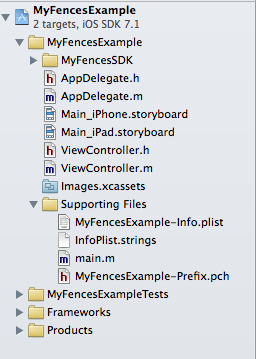 MyFencesExample
2 targets, iOS SDK 7.1
MyFencesExample
MyFencesSDK
h AppDelegate.h
m AppDelegate.m
Main_iPhone.storyboard
Main_iPad.storyboard
h ViewController.h
m ViewController.m
Images.xcassets
Supporting Files
MyFencesExample-Info.plist
InfoPlist.strings
m main.m
h MyFencesExample-Prefix.pch
MyFencesExampleTests
Frameworks
Products